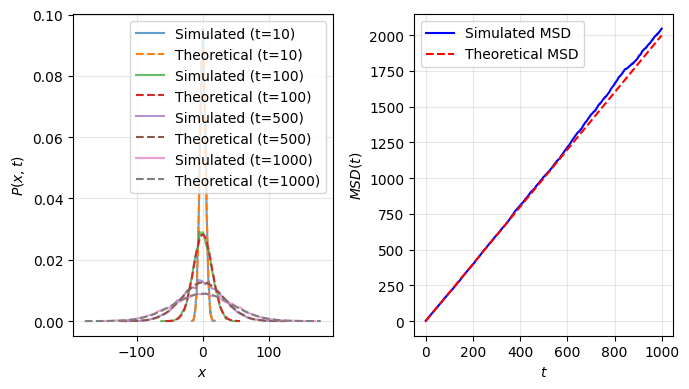 0.10
0.08
0.06
0.04
0.02
0.00
P(x, t)
−100
0
100
x
Simulated (t=10)
Theoretical (t=10)
Simulated (t=100)
Theoretical (t=100)
Simulated (t=500)
Theoretical (t=500)
Simulated (t=1000)
Theoretical (t=1000)
2000
1750
1500
1250
1000
750
500
250
0
MSD(t)
0
200
400
600
800
1000
t
Simulated MSD
Theoretical MSD